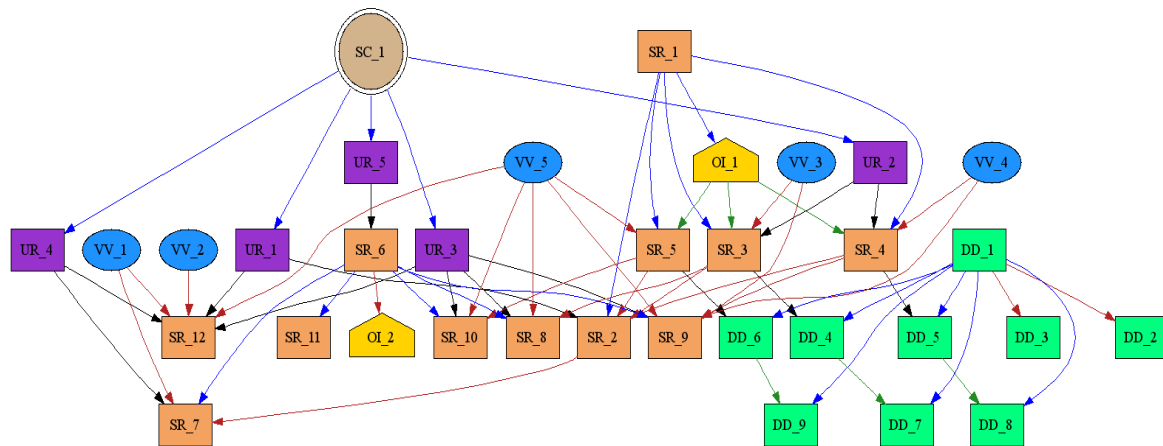 SC_1
SR_1
UR_5
VV_5
OI_1
VV_3
UR_2
VV_4
UR_4
VV_1
VV_2
UR_1
SR_6
UR_3
SR_5
SR_3
SR_4
DD_1
SR_12
SR_11
OI_2
SR_10
SR_8
SR_2
SR_9
DD_6
DD_4
DD_5
DD_3
DD_2
SR_7
DD_9
DD_7
DD_8